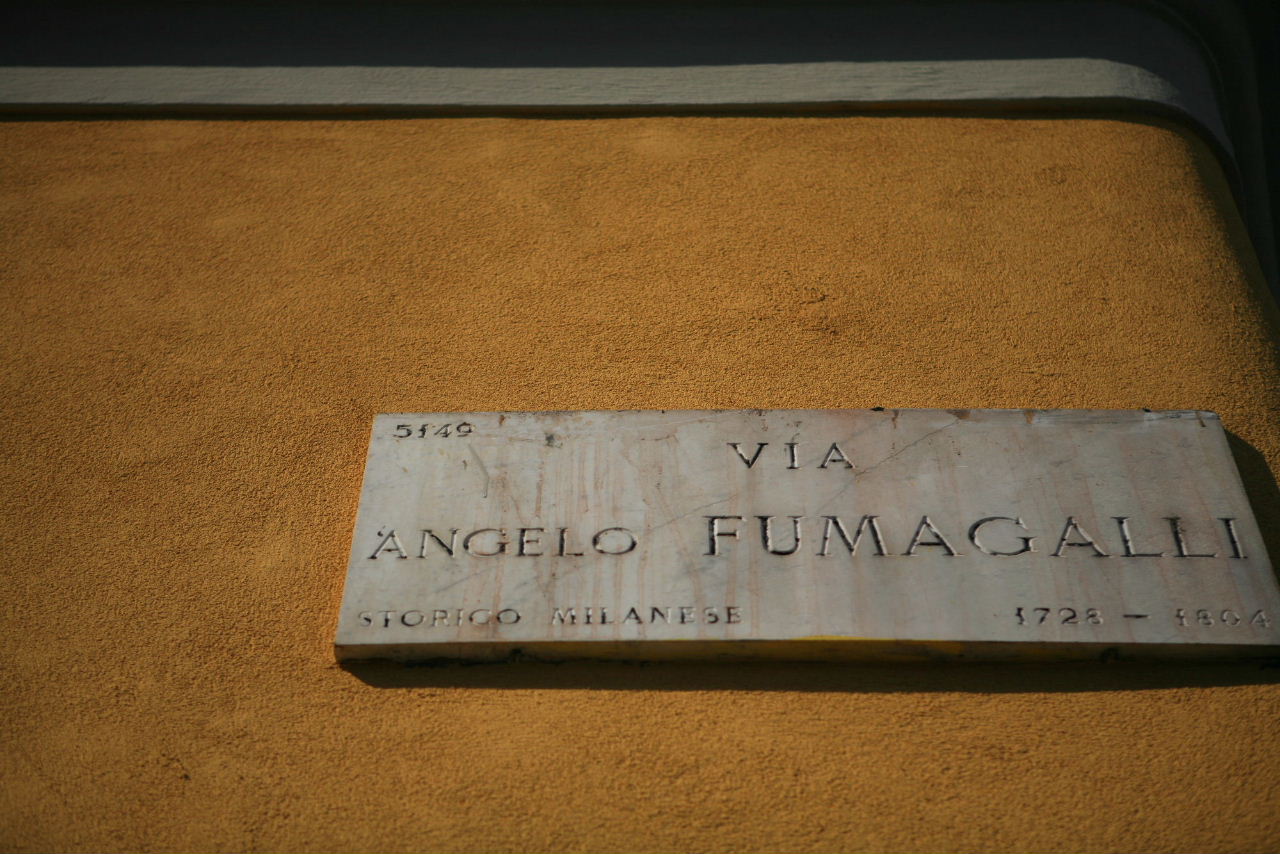 5149
VIA
ANGELO FUMAGALLI
STORICO MILANESE 1728 — 1804